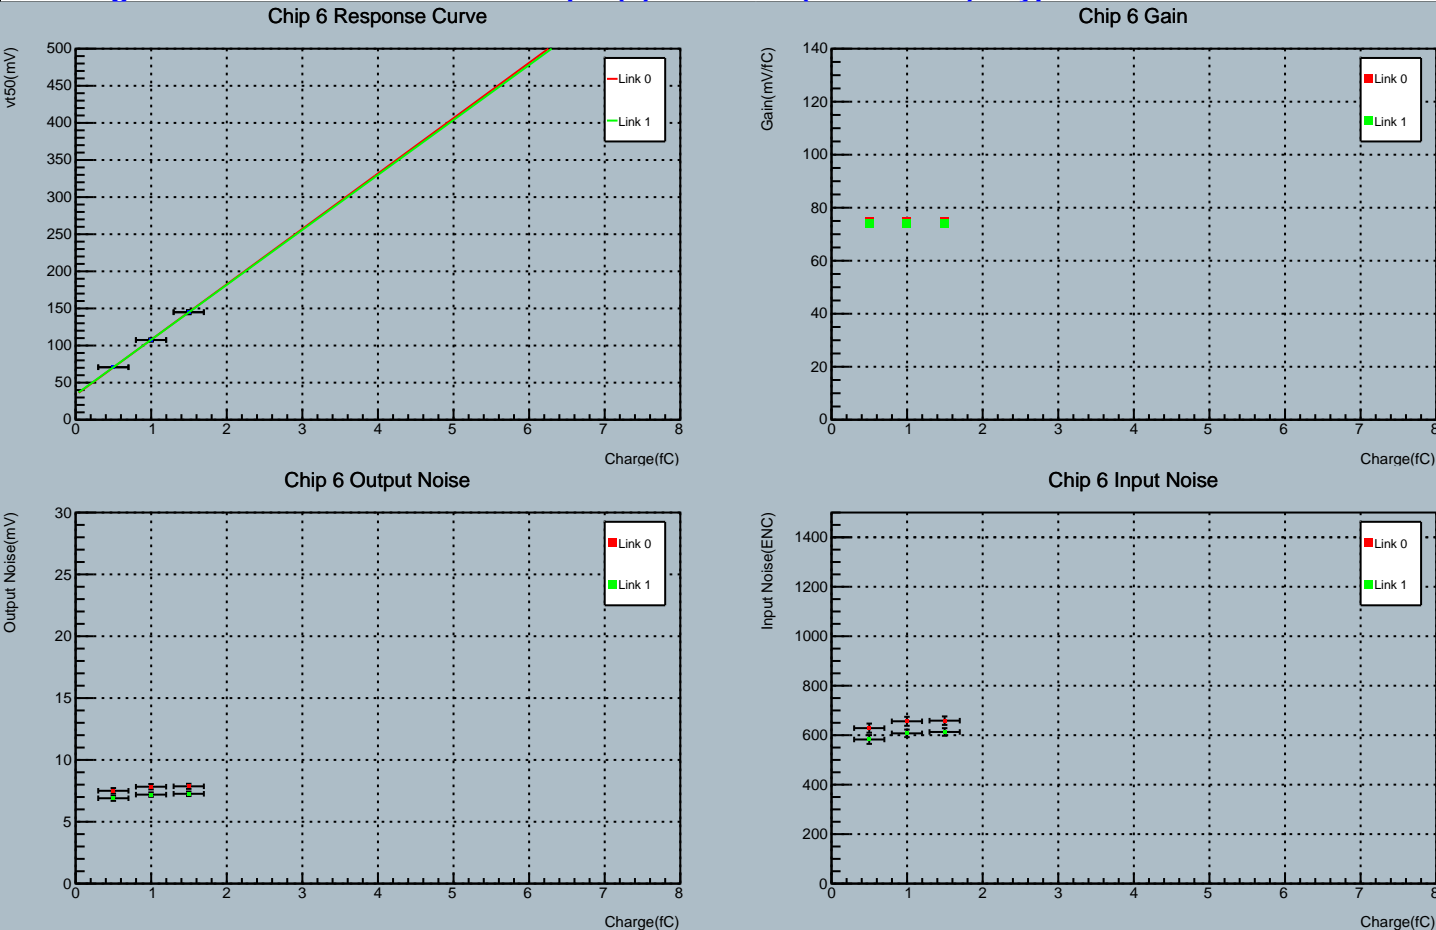 Chip 6 Response Curve
vt50(mV)
500
450
400
350
300
250
200
150
100
50
0
0 1 2 3 4 5 6 7 8
Charge(fC)
Link 0
Link 1
Chip 6 Gain
Gain(mV/fC)
140
120
100
80
60
40
20
0
0 1 2 3 4 5 6 7 8
Charge(fC)
Link 0
Link 1
Chip 6 Output Noise
Output Noise(mV)
30
25
20
15
10
5
0
0 1 2 3 4 5 6 7 8
Charge(fC)
Link 0
Link 1
Chip 6 Input Noise
Input Noise(ENC)
1400
1200
1000
800
600
400
200
0
0 1 2 3 4 5 6 7 8
Charge(fC)
Link 0
Link 1